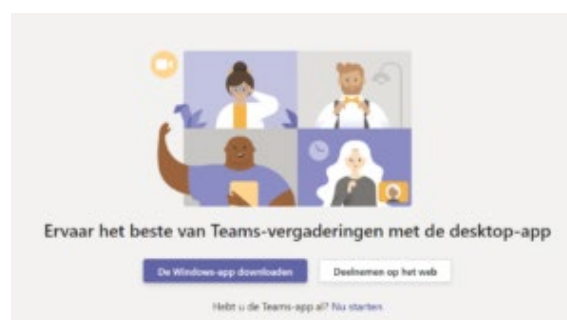 Ervaar het beste van Teams-vergaderingen met de desktop-app
De Windows-app downloaden
Deelnemen op het web
Hebt u de Teams-app al? Nu starten